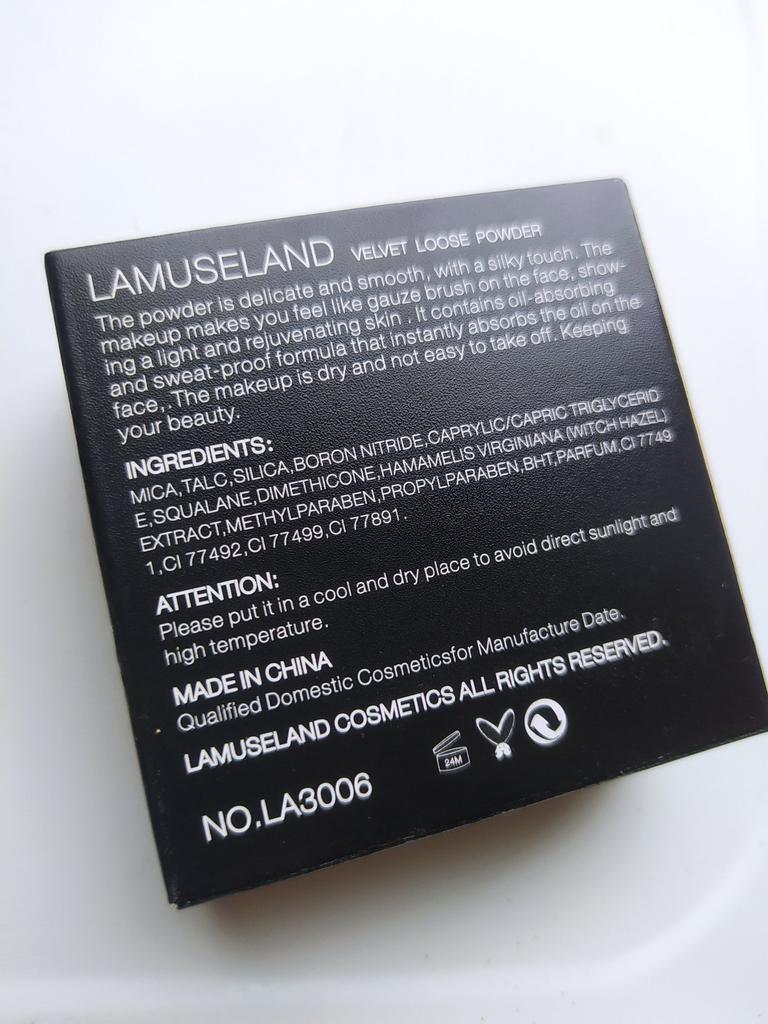 LAMUSELAND VELVET LOOSE POWDER
The powder is delicate and smooth, with a silky touch. The
makeup makes you feel like gauze brush on the face, show-
ing a light and rejuvenating skin . It contains oil-absorbing
and sweat-proof formula that instantly absorbs the oil on the
face,.The makeup is dry and not easy to take off. Keeping
your beauty.
INGREDIENTS:
MICA,TALC,SILICA,BORON NITRIDE,CAPRYLIC/CAPRIC TRIGLYCERID
E,SQUALANE,DIMETHICONE,HAMAMELIS VIRGINIANA (WITCH HAZEL)
EXTRACT,METHYLPARABEN,PROPYLPARABEN,BHT,PARFUM,CI 7749
1,CI 77492,CI 77499,CI 77891.
ATTENTION:
Please put it in a cool and dry place to avoid direct sunlight and
high temperature.
MADE IN CHINA
Qualified Domestic Cosmeticsfor Manufacture Date.
LAMUSELAND COSMETICS ALL RIGHTS RESERVED.
24M
NO.LA3006